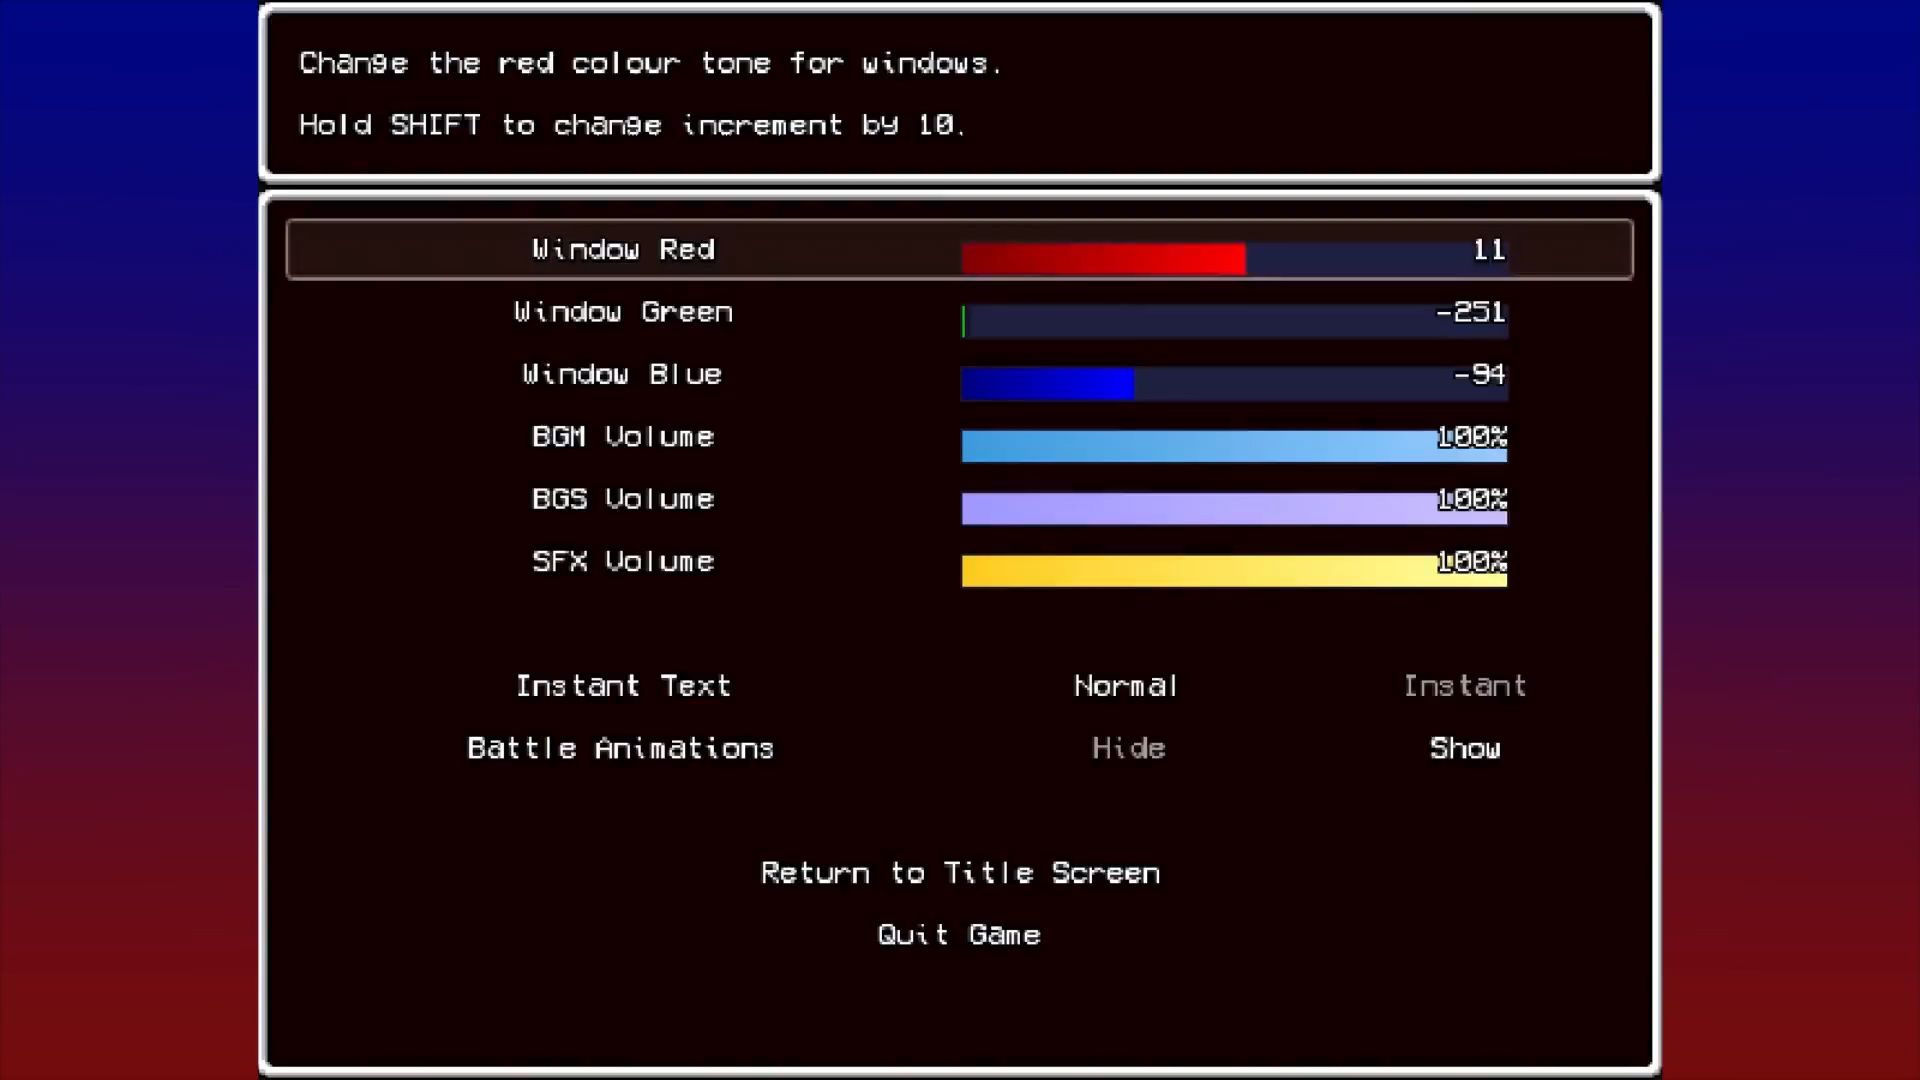 Change the red colour tone for windows.
Hold SHIFT to change increment by 10.
Window Red 11
Window Green -251
Window Blue -94
BGM Volume 100%
BGS Volume 100%
SFX Volume 100%
Instant Text Normal Instant
Battle Animations Hide Show
Return to Title Screen
Quit Game